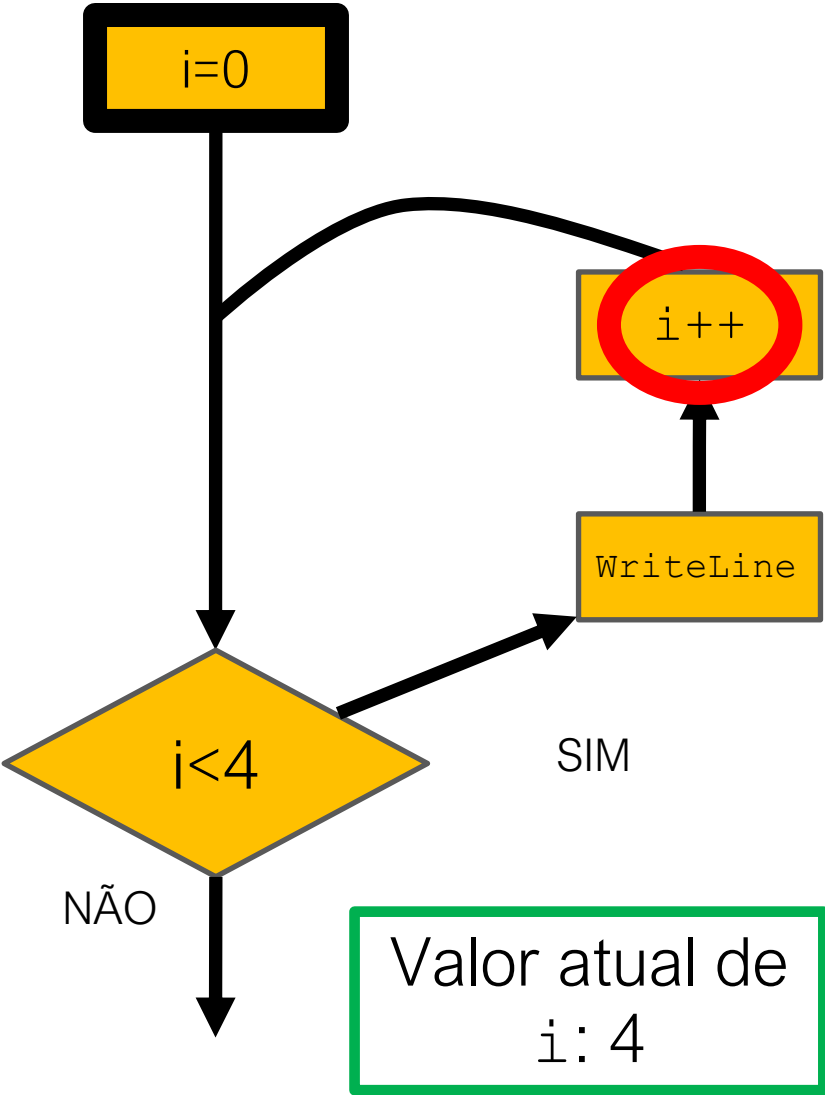 i=0
i++
WriteLine
i<4
SIM
NÃO
Valor atual de
i: 4